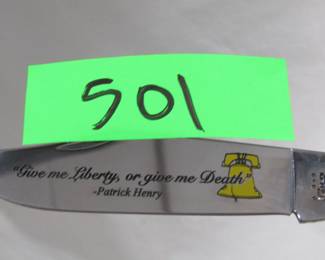 501
"Give me Liberty, or give me Death"
-Patrick Henry